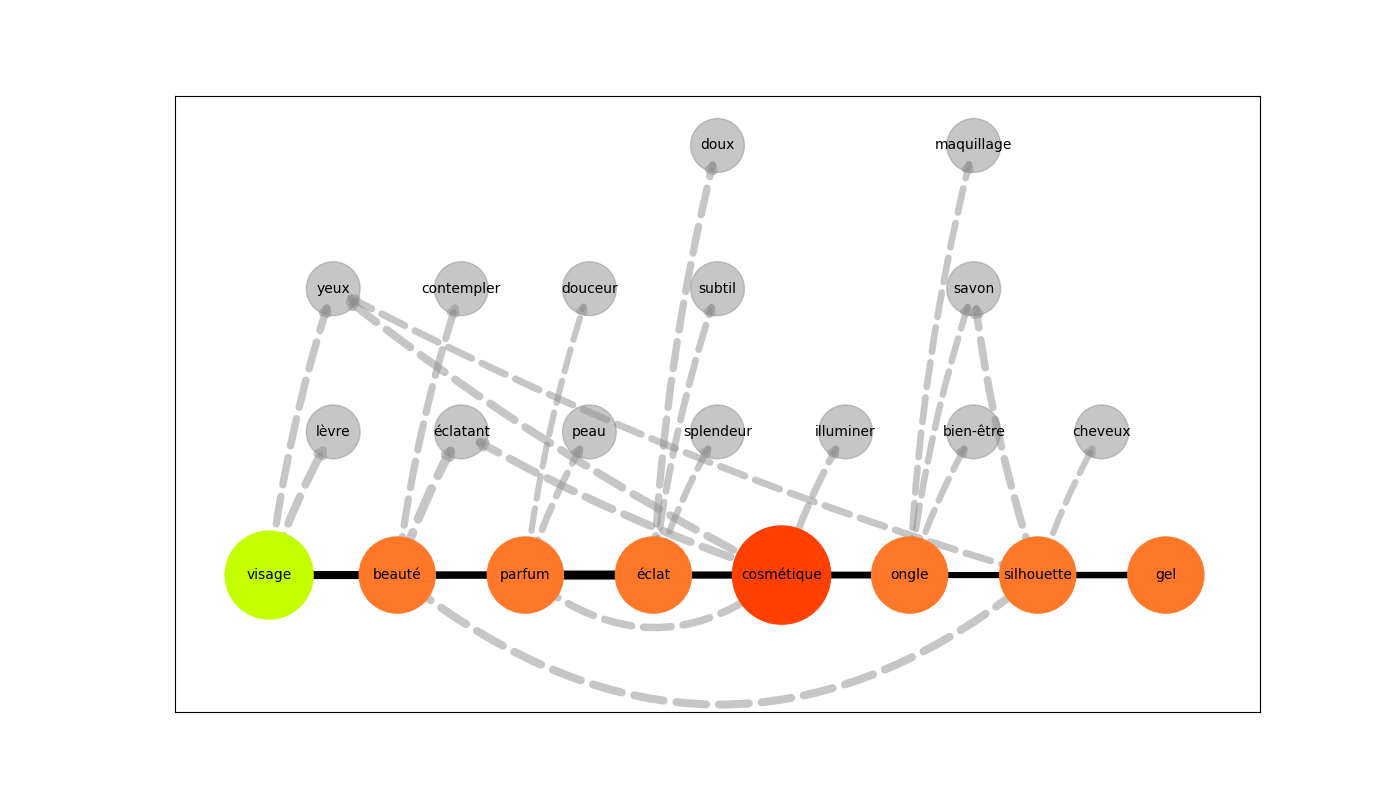 doux
maquillage
yeux
contempler
douceur
subtil
savon
lèvre
éclatant
peau
splendeur
illuminer
bien-être
cheveux
visage
beauté
parfum
éclat
cosmétique
ongle
silhouette
gel